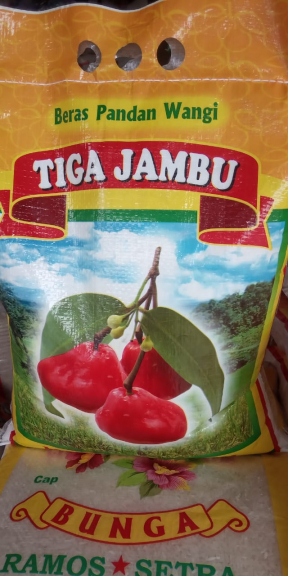 Beras Pandan Wangi
TIGA JAMBU
Cap
BUNGA
RAMOS ★ SETRA